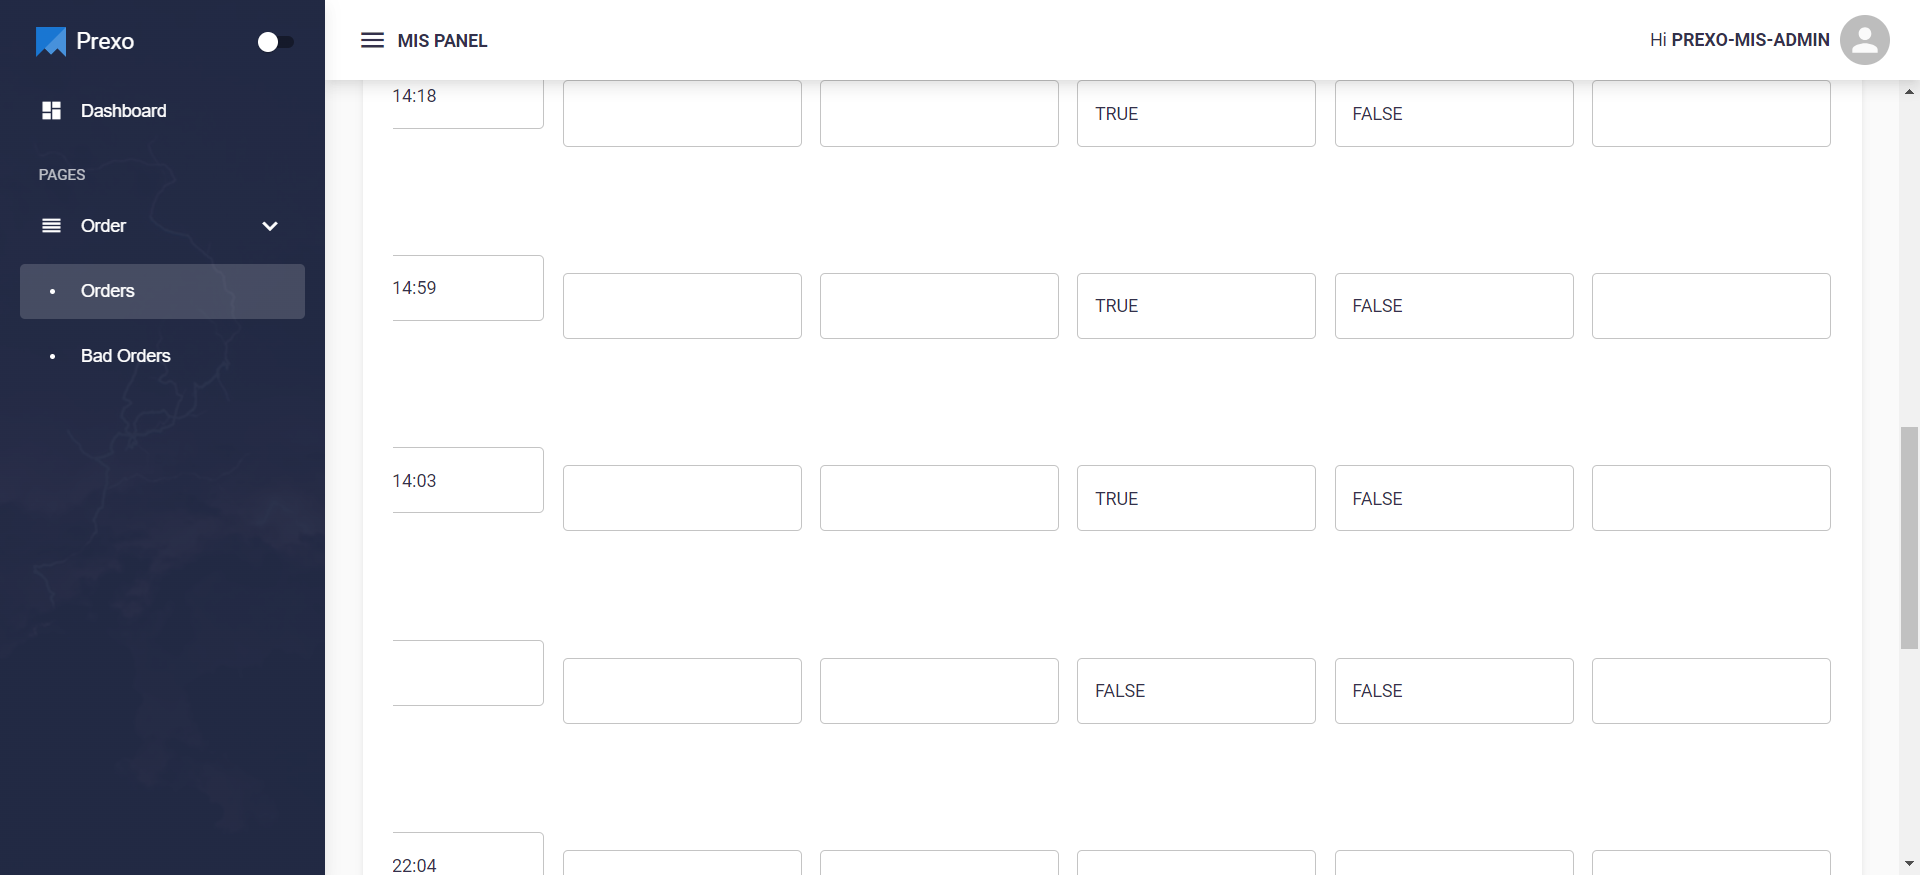 Prexo
MIS PANEL
Hi PREXO-MIS-ADMIN
Dashboard
PAGES
Order
Orders
Bad Orders
14:18
TRUE
FALSE
14:59
TRUE
FALSE
14:03
TRUE
FALSE
FALSE
FALSE
22:04